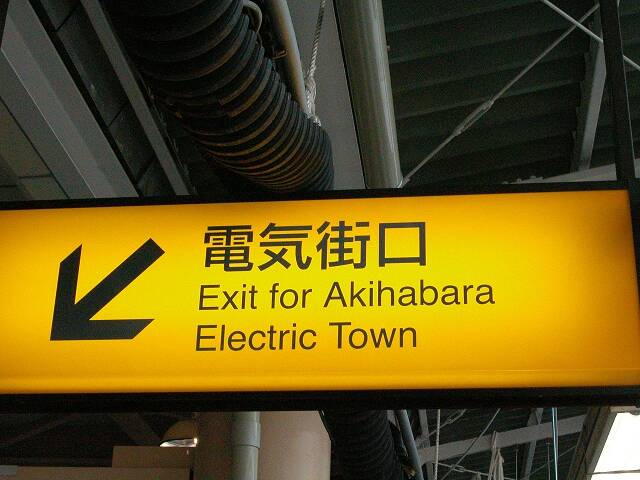 電気街口
Exit for Akihabara
Electric Town